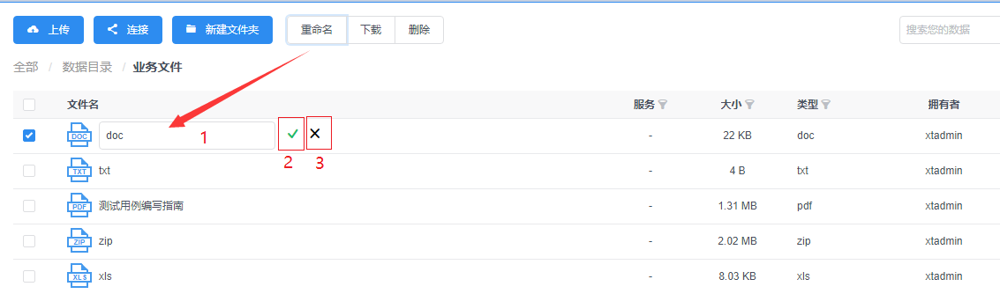 上传 连接 新建文件夹 重命名 下载 删除 搜索您的数据
全部 / 数据目录 / 业务文件
文件名 服务 大小 类型 拥有者
DOC doc 1 - 22 KB doc xtadmin
2 3
TXT txt - 4 B txt xtadmin
PDF 测试用例编写指南 - 1.31 MB pdf xtadmin
ZIP zip - 2.02 MB zip xtadmin
XLS xls - 8.03 KB xls xtadmin